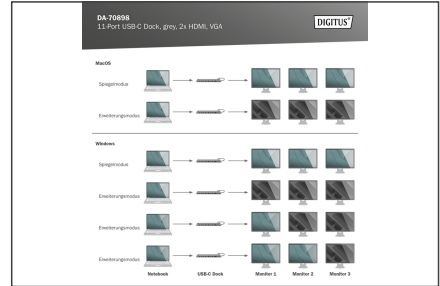 DA-70898
11-Port USB-C Dock, grey, 2x HDMI, VGA
DIGITUS®
MacOS
Spiegelmodus
Erweiterungsmodus
Windows
Spiegelmodus
Erweiterungsmodus
Erweiterungsmodus
Erweiterungsmodus
Notebook USB-C Dock Monitor 1 Monitor 2 Monitor 3